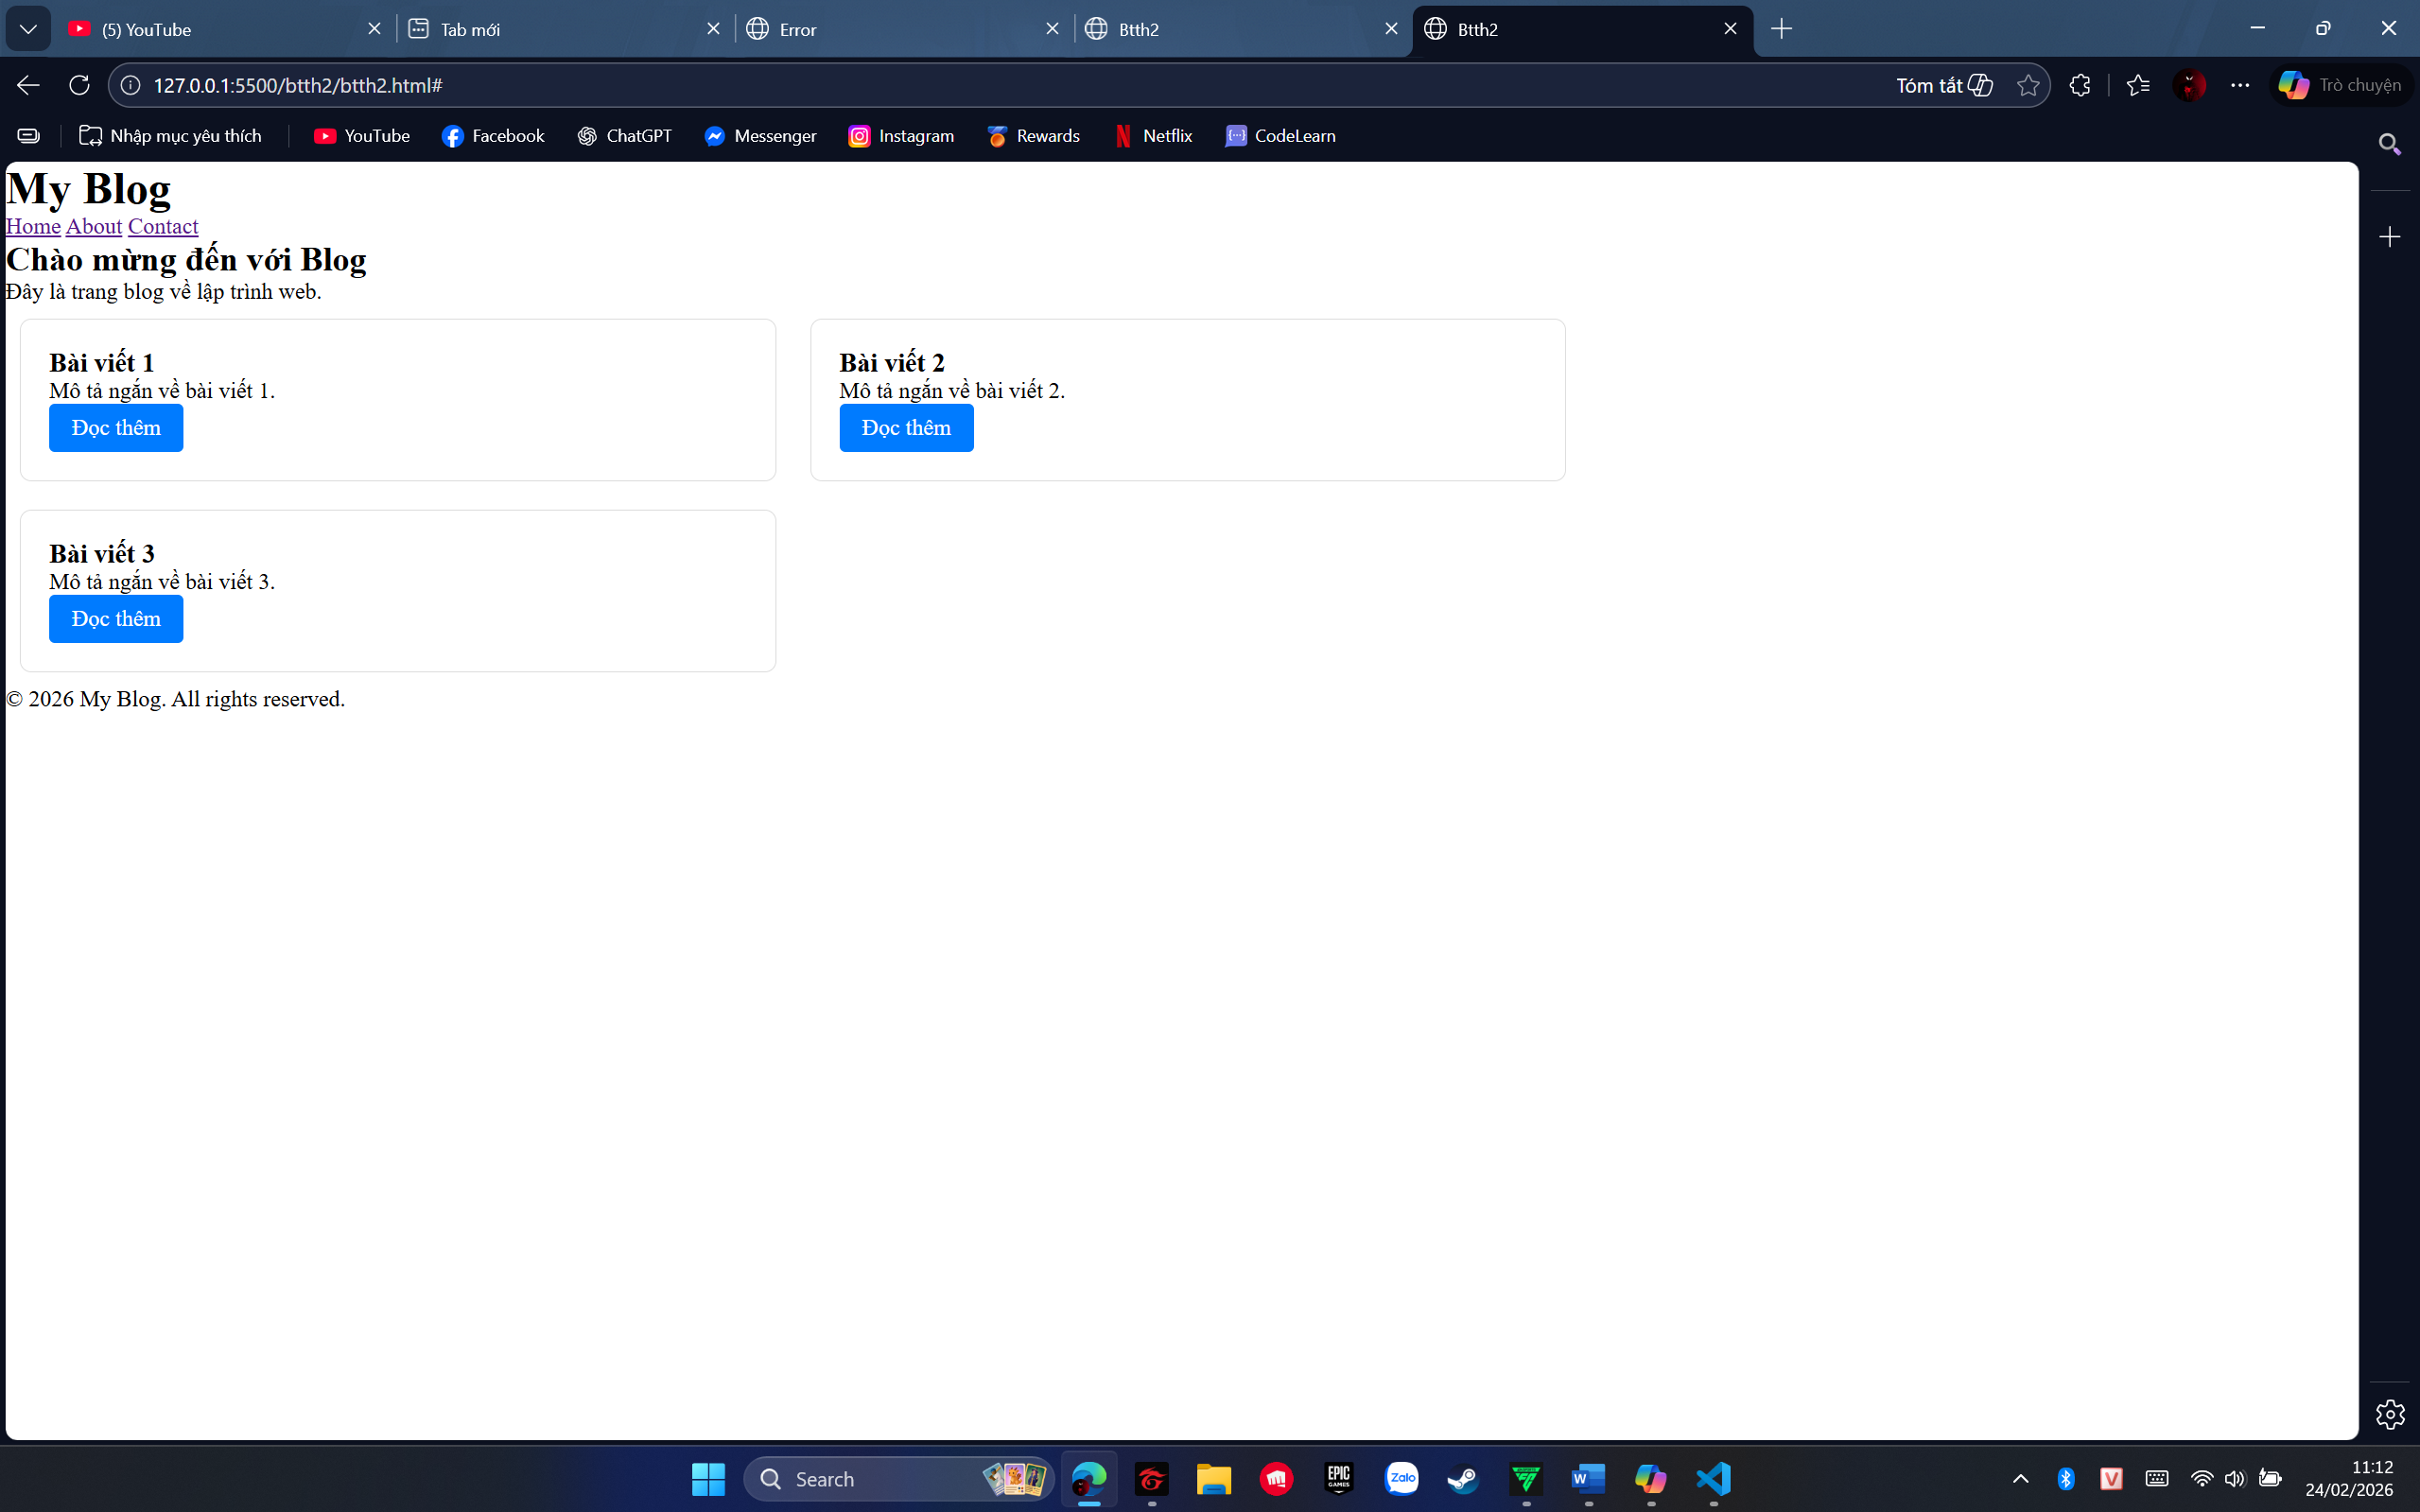 (5) YouTube
Tab mới
Error
Btth2
Btth2
127.0.0.1:5500/btth2/btth2.html#
Tóm tắt
Trò chuyện
Nhập mục yêu thích
YouTube
Facebook
ChatGPT
Messenger
Instagram
Rewards
Netflix
CodeLearn
My Blog
Home About Contact
Chào mừng đến với Blog
Đây là trang blog về lập trình web.
Bài viết 1
Mô tả ngắn về bài viết 1.
Đọc thêm
Bài viết 2
Mô tả ngắn về bài viết 2.
Đọc thêm
Bài viết 3
Mô tả ngắn về bài viết 3.
Đọc thêm
© 2026 My Blog. All rights reserved.
Search
EPIC
GAMES
Zalo
W
V
11:12
24/02/2026